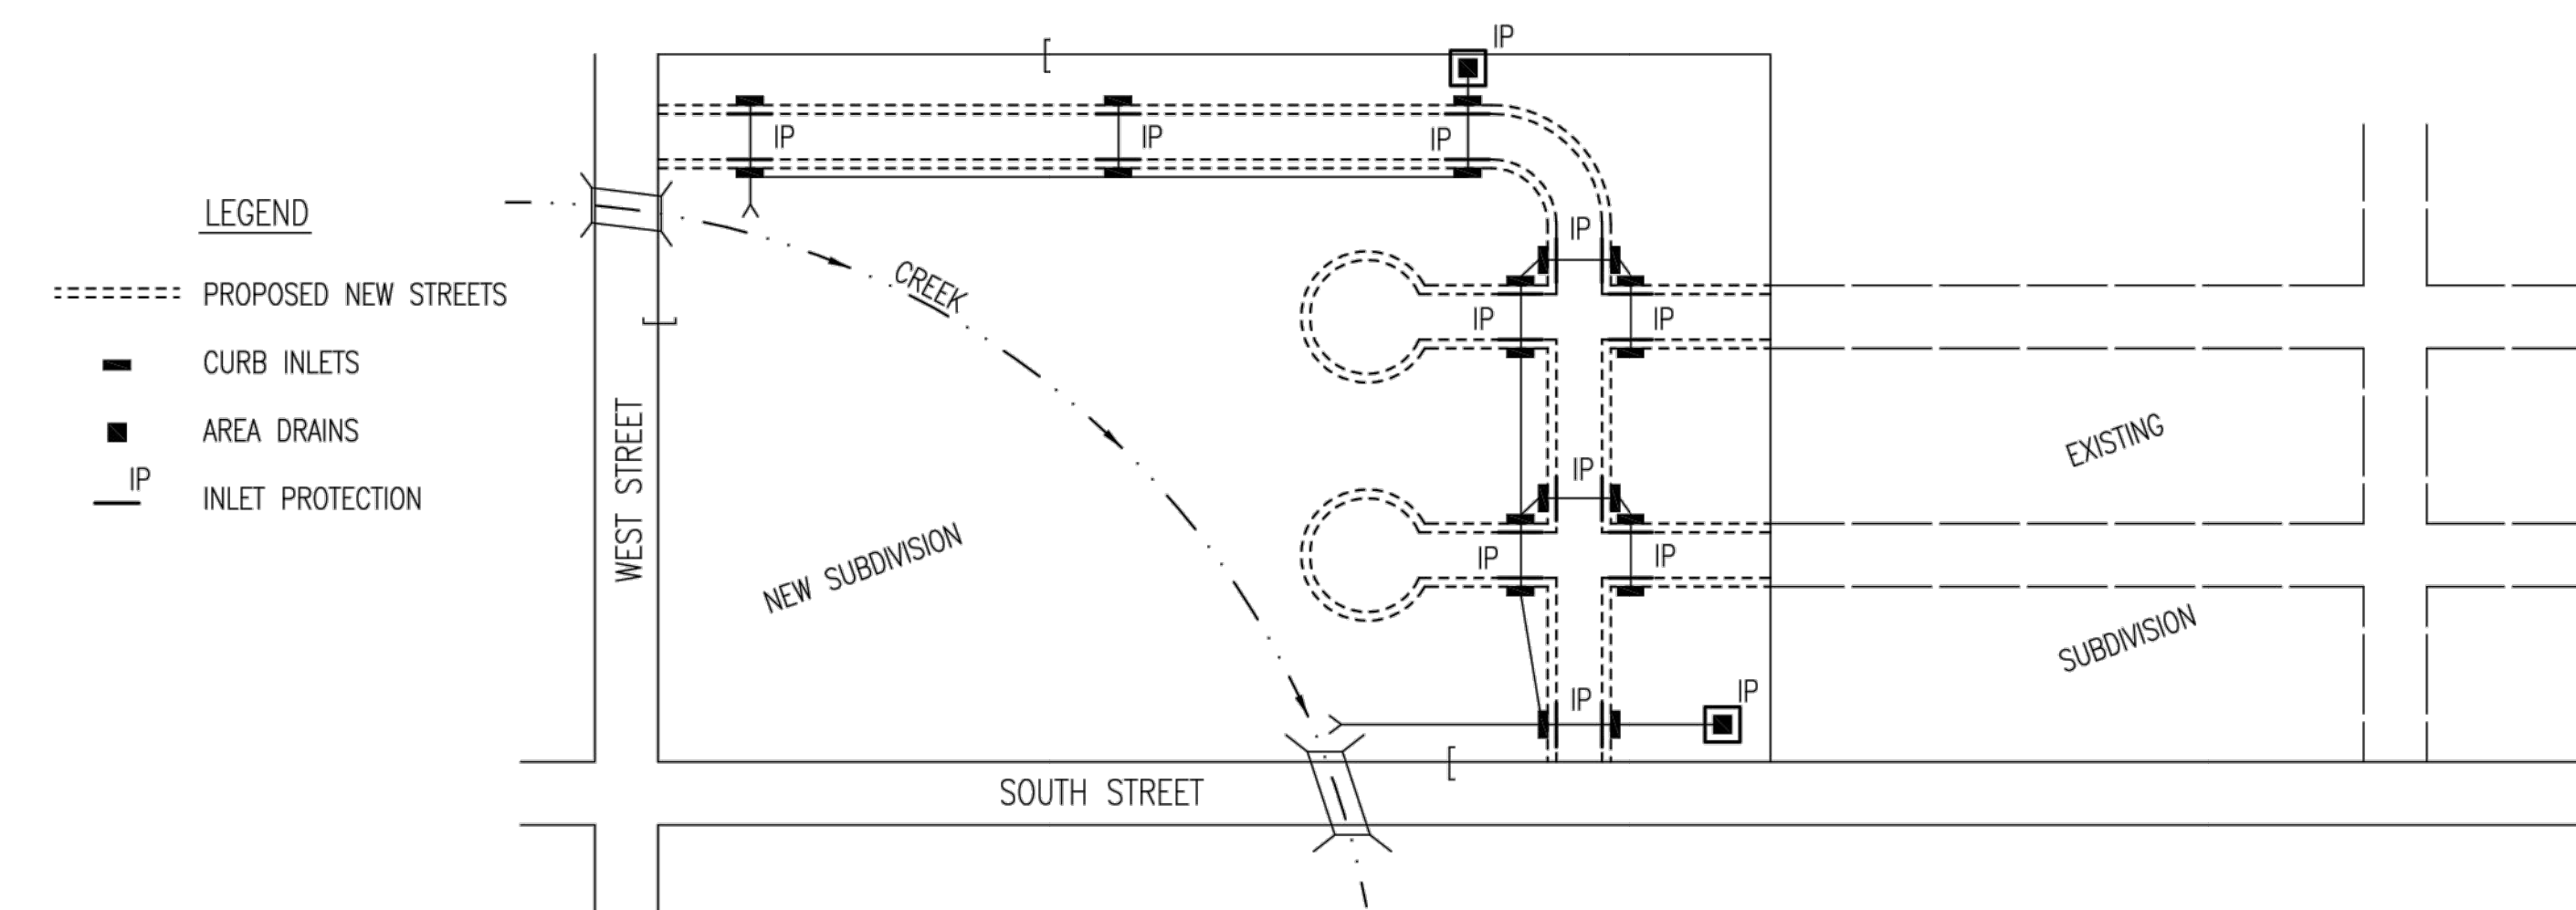 IP
IP
IP
IP
LEGEND
IP
CREEK
PROPOSED NEW STREETS
IP
IP
CURB INLETS
AREA DRAINS
EXISTING
IP
IP
INLET PROTECTION
WEST STREET
NEW SUBDIVISION
IP
IP
SUBDIVISION
IP
IP
SOUTH STREET